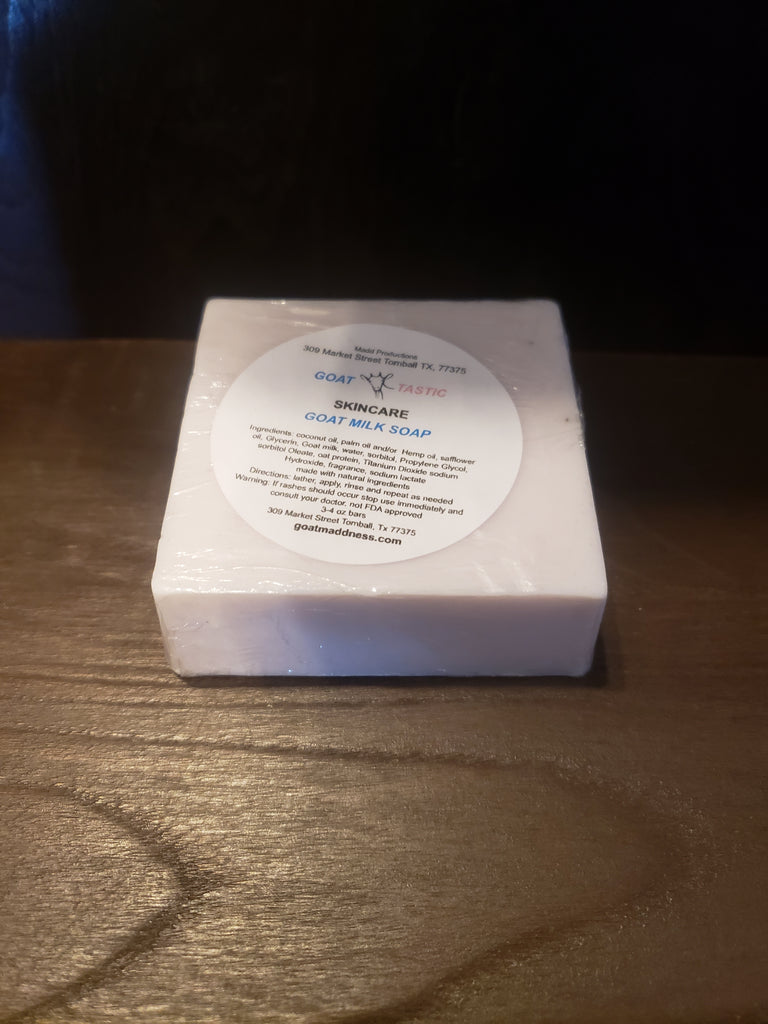 Madd Productions
309 Market Street Tomball TX, 77375
GOAT TASTIC
SKINCARE
GOAT MILK SOAP
Ingredients: coconut oil, palm oil and/or Hemp oil, safflower
oil, Glycerin, Goat milk, water, sorbitol, Propylene Glycol,
sorbitol Oleate, oat protein, Titanium Dioxide sodium
Hydroxide, fragrance, sodium lactate
made with natural ingredients
Directions: lather, apply, rinse and repeat as needed
Warning: If rashes should occur stop use immediately and
consult your doctor. not FDA approved
3-4 oz bars
309 Market Street Tomball, Tx 77375
goatmaddness.com